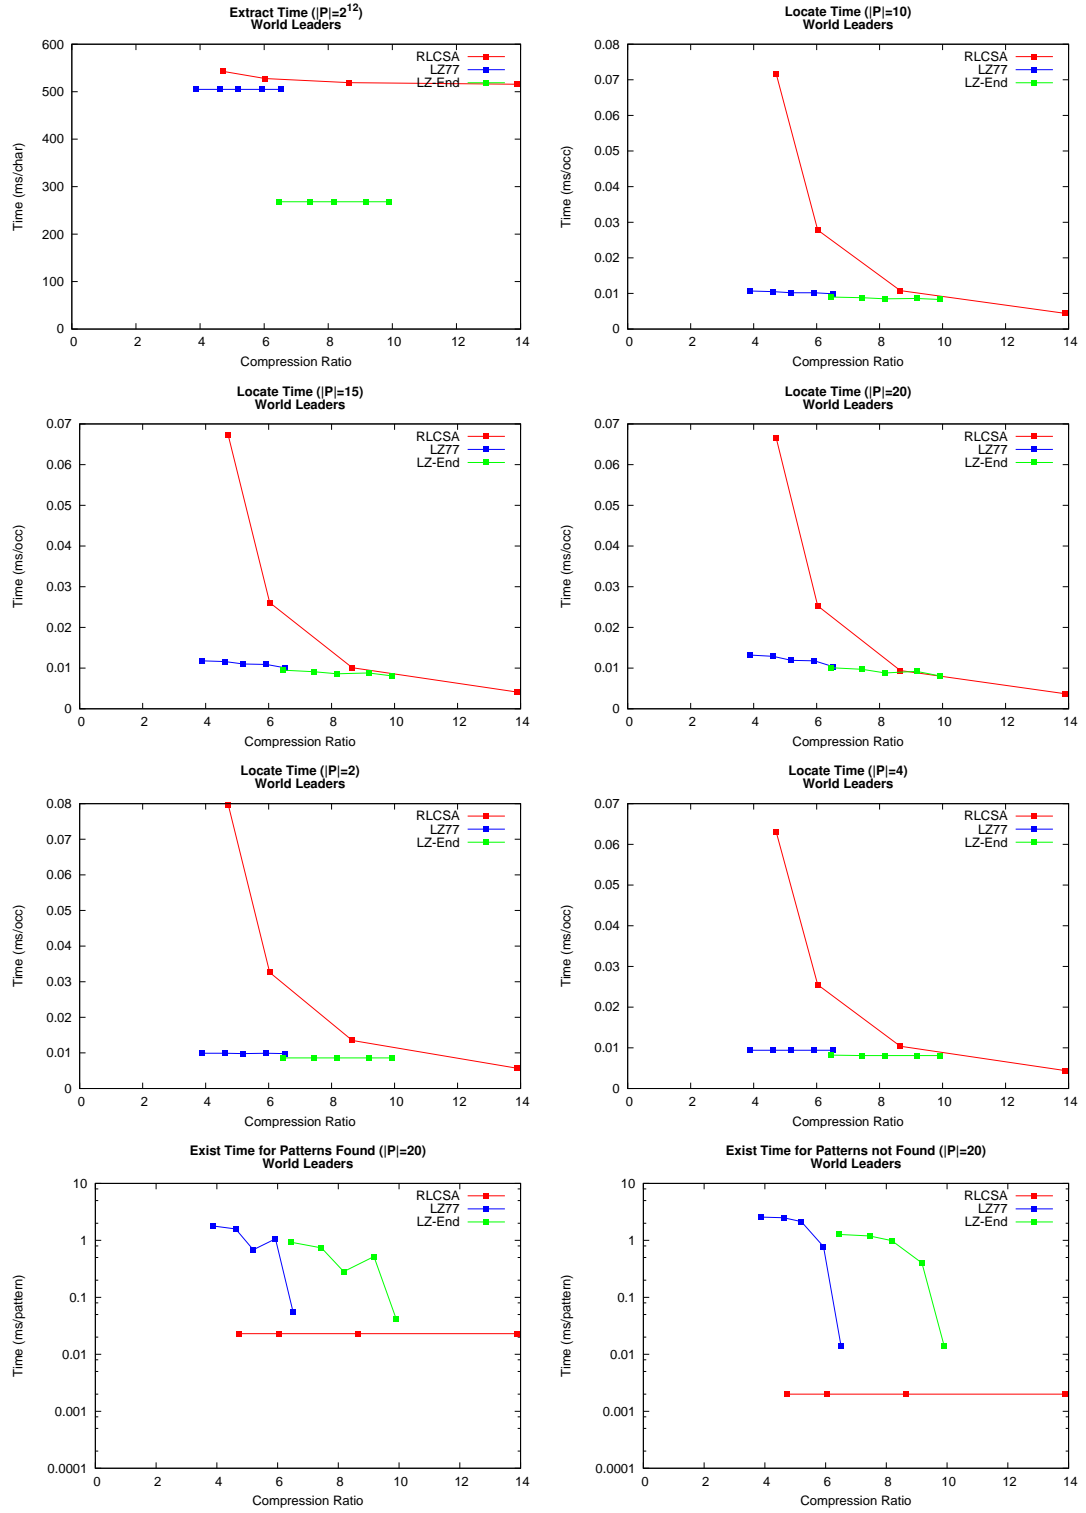 Extract Time (|P|=2^12)
World Leaders
Time (ms/char)
600
500
400
300
200
100
0
0 2 4 6 8 10 12 14
Compression Ratio
RLCSA
LZ77
LZ-End
Locate Time (|P|=10)
World Leaders
Time (ms/occ)
0.08
0.07
0.06
0.05
0.04
0.03
0.02
0.01
0
0 2 4 6 8 10 12 14
Compression Ratio
RLCSA
LZ77
LZ-End
Locate Time (|P|=15)
World Leaders
Time (ms/occ)
0.07
0.06
0.05
0.04
0.03
0.02
0.01
0
0 2 4 6 8 10 12 14
Compression Ratio
RLCSA
LZ77
LZ-End
Locate Time (|P|=20)
World Leaders
Time (ms/occ)
0.07
0.06
0.05
0.04
0.03
0.02
0.01
0
0 2 4 6 8 10 12 14
Compression Ratio
RLCSA
LZ77
LZ-End
Locate Time (|P|=2)
World Leaders
Time (ms/occ)
0.08
0.07
0.06
0.05
0.04
0.03
0.02
0.01
0
0 2 4 6 8 10 12 14
Compression Ratio
RLCSA
LZ77
LZ-End
Locate Time (|P|=4)
World Leaders
Time (ms/occ)
0.07
0.06
0.05
0.04
0.03
0.02
0.01
0
0 2 4 6 8 10 12 14
Compression Ratio
RLCSA
LZ77
LZ-End
Exist Time for Patterns Found (|P|=20)
World Leaders
Time (ms/pattern)
10
1
0.1
0.01
0.001
0.0001
0 2 4 6 8 10 12 14
Compression Ratio
RLCSA
LZ77
LZ-End
Exist Time for Patterns not Found (|P|=20)
World Leaders
Time (ms/pattern)
10
1
0.1
0.01
0.001
0.0001
0 2 4 6 8 10 12 14
Compression Ratio
RLCSA
LZ77
LZ-End